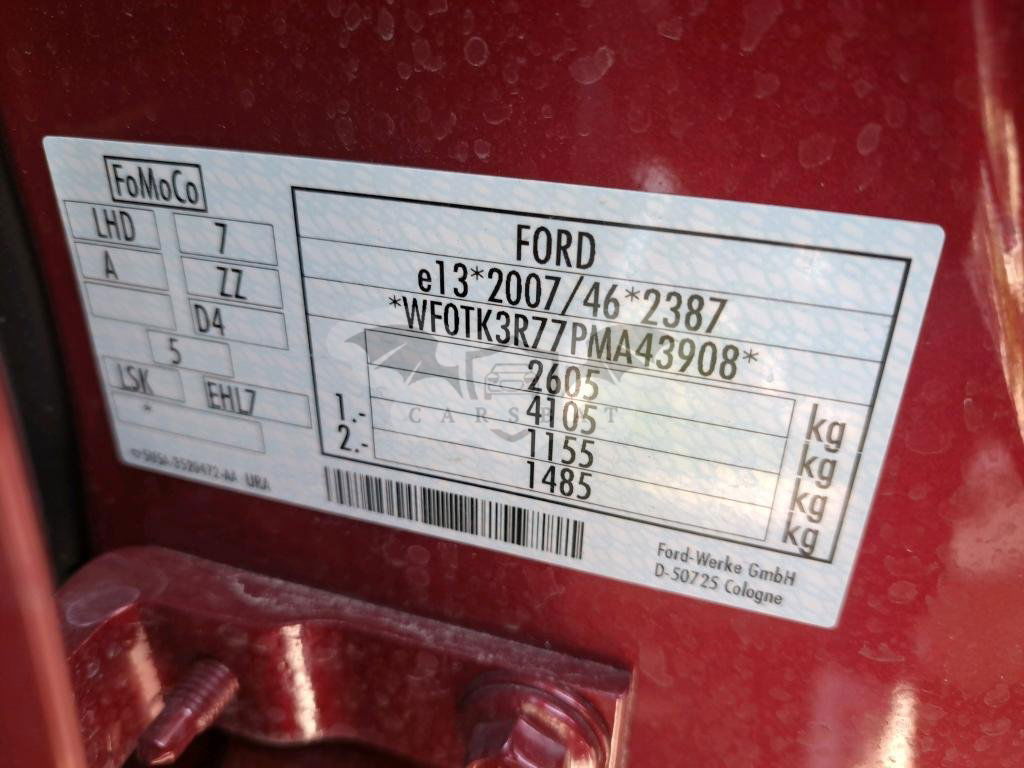 FoMoCo
LHD 7
A ZZ
D4
5
LSK EHL7
*
FORD
e13*2007/46*2387
*WF0TK3R77PMA43908*
2605 kg
4105 kg
1.- 1155 kg
2.- 1485 kg
CARSPOT
Ford-Werke GmbH
D-50725 Cologne